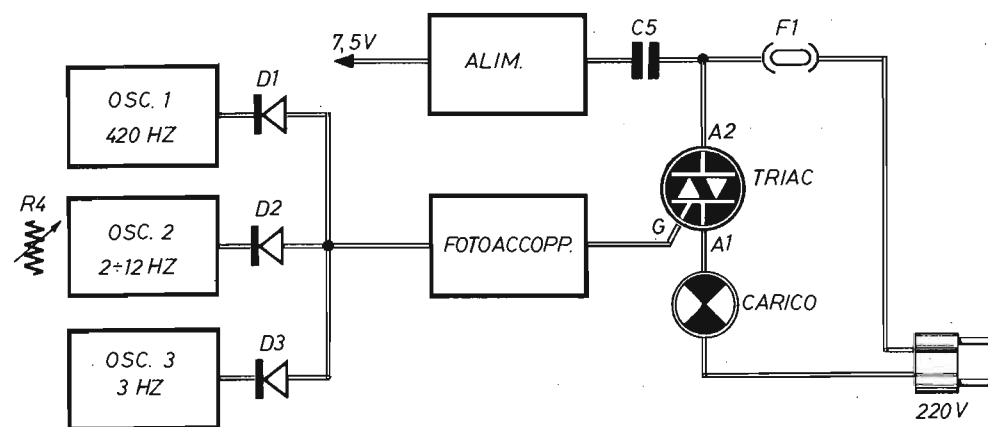 C5
F1
7,5V
ALIM.
D1
OSC. 1
420 HZ
A2
TRIAC
R4
D2
OSC. 2
2÷12 HZ
FOTOACCOPP.
G
A1
CARICO
D3
OSC. 3
3 HZ
220V